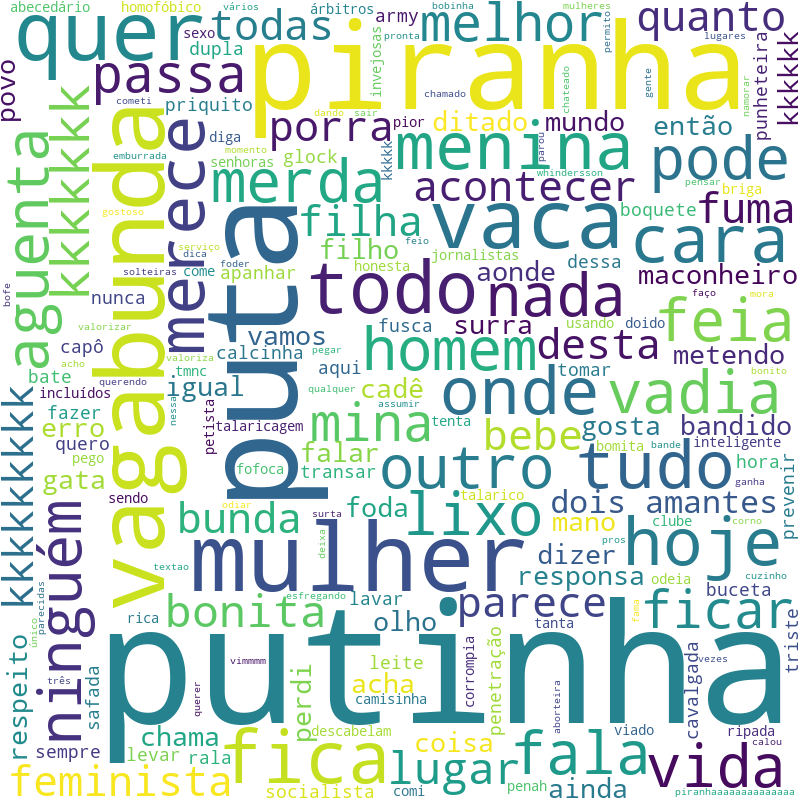 abecedário homofóbico
vários
árbitros
army
bobinha
mulheres
quer
todas
melhor
quanto
sexo
dupla
invejosas
pronta
permito
lugares
piranha
povo
passa
priquito
cometi
dando
sair
chamado
pior
chateado
gente
namorar
punheteira
kkkkkk
kkkkkkk
porra
ditado
mundo
então
diga
emburrada
momento
senhoras
glock
kkkkk
menina
parou
pode
aguenta
merece
merda
whindersson
pensar
acontecer
briga
gostoso
filha
vaca
boquete
fuma
vagabunda
puta
serviço
dica
foder
feio
filho
jornalistas
cara
solteiras
come
apanhar
honesta
aonde
dessa
maconheiro
bofe
nunca
todo
nada
faço
mora
valorizar
vamos
fusca
surra
usando
doido
feia
capô
acho
valoriza
calcinha
pegar
homem
desta
metendo
bonito
bate
querendo
tmnc
aqui
qualquer
tomar
incluídos
igual
cadê
assumir
onde
vadia
fazer
nessa
petista
talaricagem
mina
tenta
gosta
bandido
erro
bebe
quero
falar
bomita
bande
inteligente
kkkkkkkkk
pego
fofoca
transar
outro
tudo
hora
prevenir
gata
talarico
ganha
sendo
odiar
surta
bunda
foda
lixo
dois amantes
ninguém
deixa
mano
clube
corno
textao
mulher
dizer
pros
hoje
esfregando
responsa
odeia
cuzinho
parecidas
rica
lavar
buceta
bonita
olho
parece
tanta
fama
ficar
triste
único
respeito
safada
putinha
vimmmm
perdi
leite
corrompia
penetração
aborteira
cavalgada
vezes
três
querer
acha
camisinha
sempre
chama
descabelam
coisa
viado
ripada
calou
levar
rala
fica
lugar
fala
vida
feminista
socialista
comi
penah
ainda
piranhaaaaaaaaaaaaaa